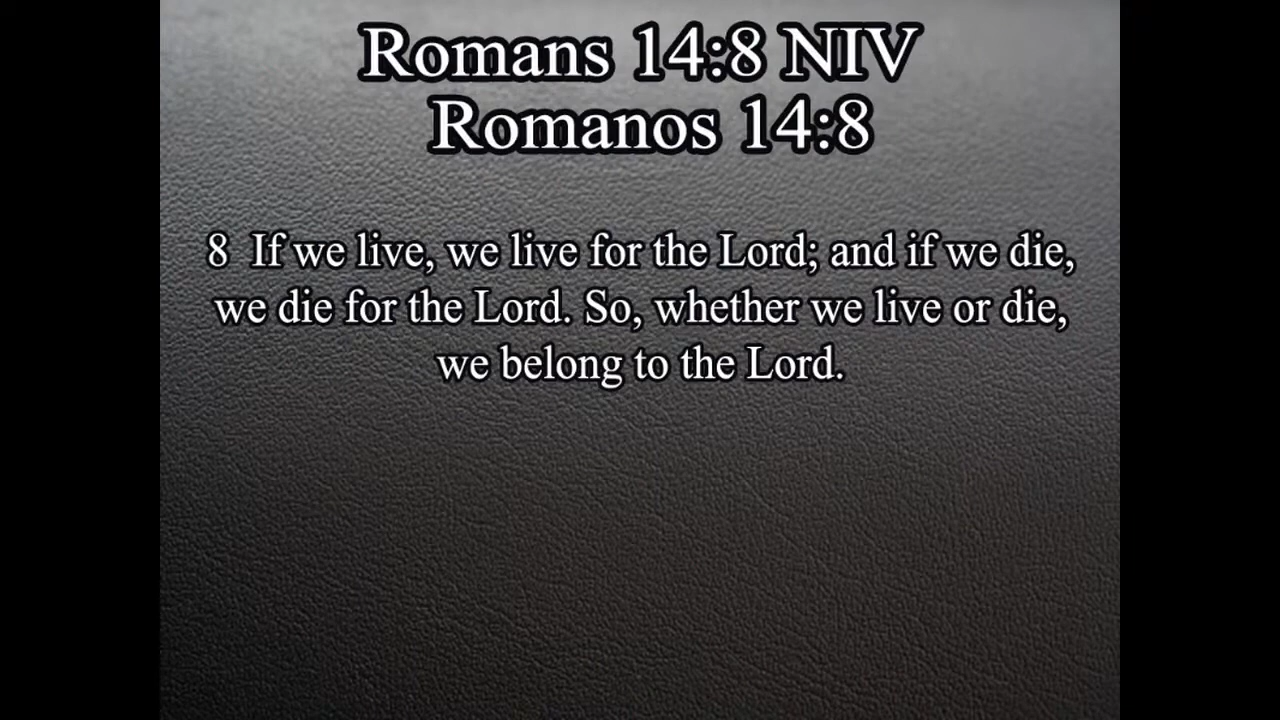 Romans 14:8 NIV
Romanos 14:8
8 If we live, we live for the Lord; and if we die,
we die for the Lord. So, whether we live or die,
we belong to the Lord.